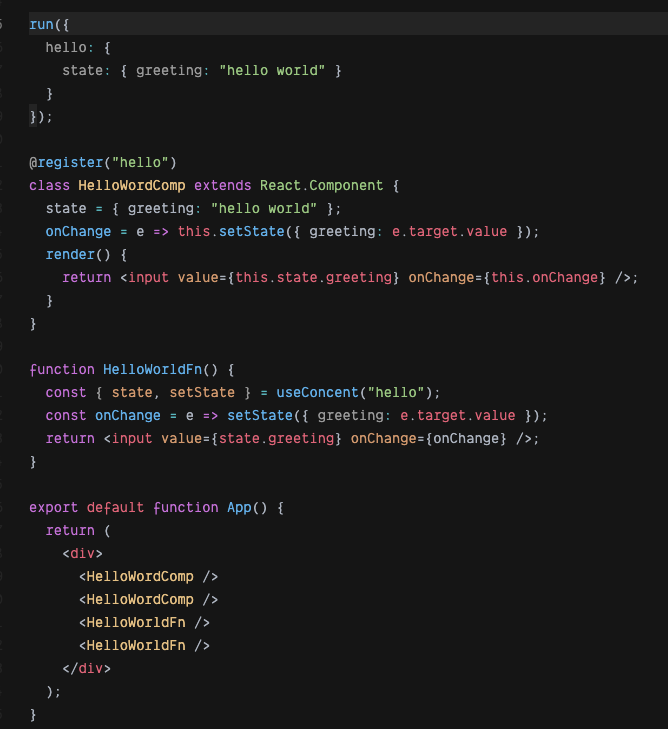 run({
  hello: {
    state: { greeting: "hello world" }
  }
});

@register("hello")
class HelloWordComp extends React.Component {
  state = { greeting: "hello world" };
  onChange = e => this.setState({ greeting: e.target.value });
  render() {
    return <input value={this.state.greeting} onChange={this.onChange} />;
  }
}

function HelloWorldFn() {
  const { state, setState } = useConcent("hello");
  const onChange = e => setState({ greeting: e.target.value });
  return <input value={state.greeting} onChange={onChange} />;
}

export default function App() {
  return (
    <div>
      <HelloWordComp />
      <HelloWordComp />
      <HelloWorldFn />
      <HelloWorldFn />
    </div>
  );
}